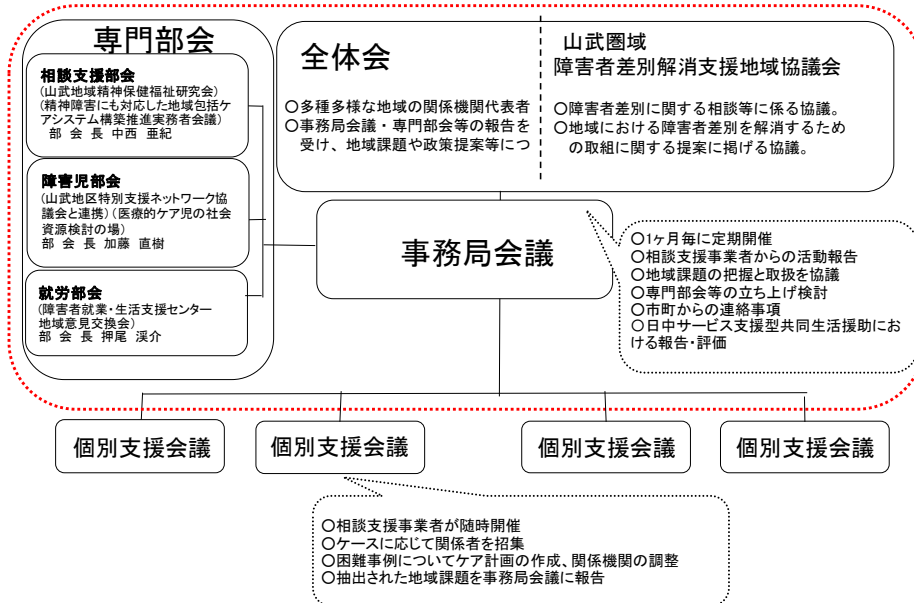 専門部会
相談支援部会
(山武地域精神保健福祉研究会)
(精神障害にも対応した地域包括ケ
アシステム構築推進実務者会議)
部 会 長 中西 亜紀
障害児部会
(山武地区特別支援ネットワーク協
議会と連携)(医療的ケア児の社会
資源検討の場)
部 会 長 加藤 直樹
就労部会
(障害者就業・生活支援センター
地域意見交換会)
部 会 長 押尾 渓介
全体会
○多種多様な地域の関係機関代表者
○事務局会議・専門部会等の報告を
受け、地域課題や政策提案等につ
山武圏域
障害者差別解消支援地域協議会
○障害者差別に関する相談等に係る協議。
○地域における障害者差別を解消するため
の取組に関する提案に掲げる協議。
事務局会議
○1ヶ月毎に定期開催
○相談支援事業者からの活動報告
○地域課題の把握と取扱を協議
○専門部会等の立ち上げ検討
○市町からの連絡事項
○日中サービス支援型共同生活援助にお
ける報告・評価
個別支援会議
個別支援会議
個別支援会議
個別支援会議
○相談支援事業者が随時開催
○ケースに応じて関係者を招集
○困難事例についてケア計画の作成、関係機関の調整
○抽出された地域課題を事務局会議に報告